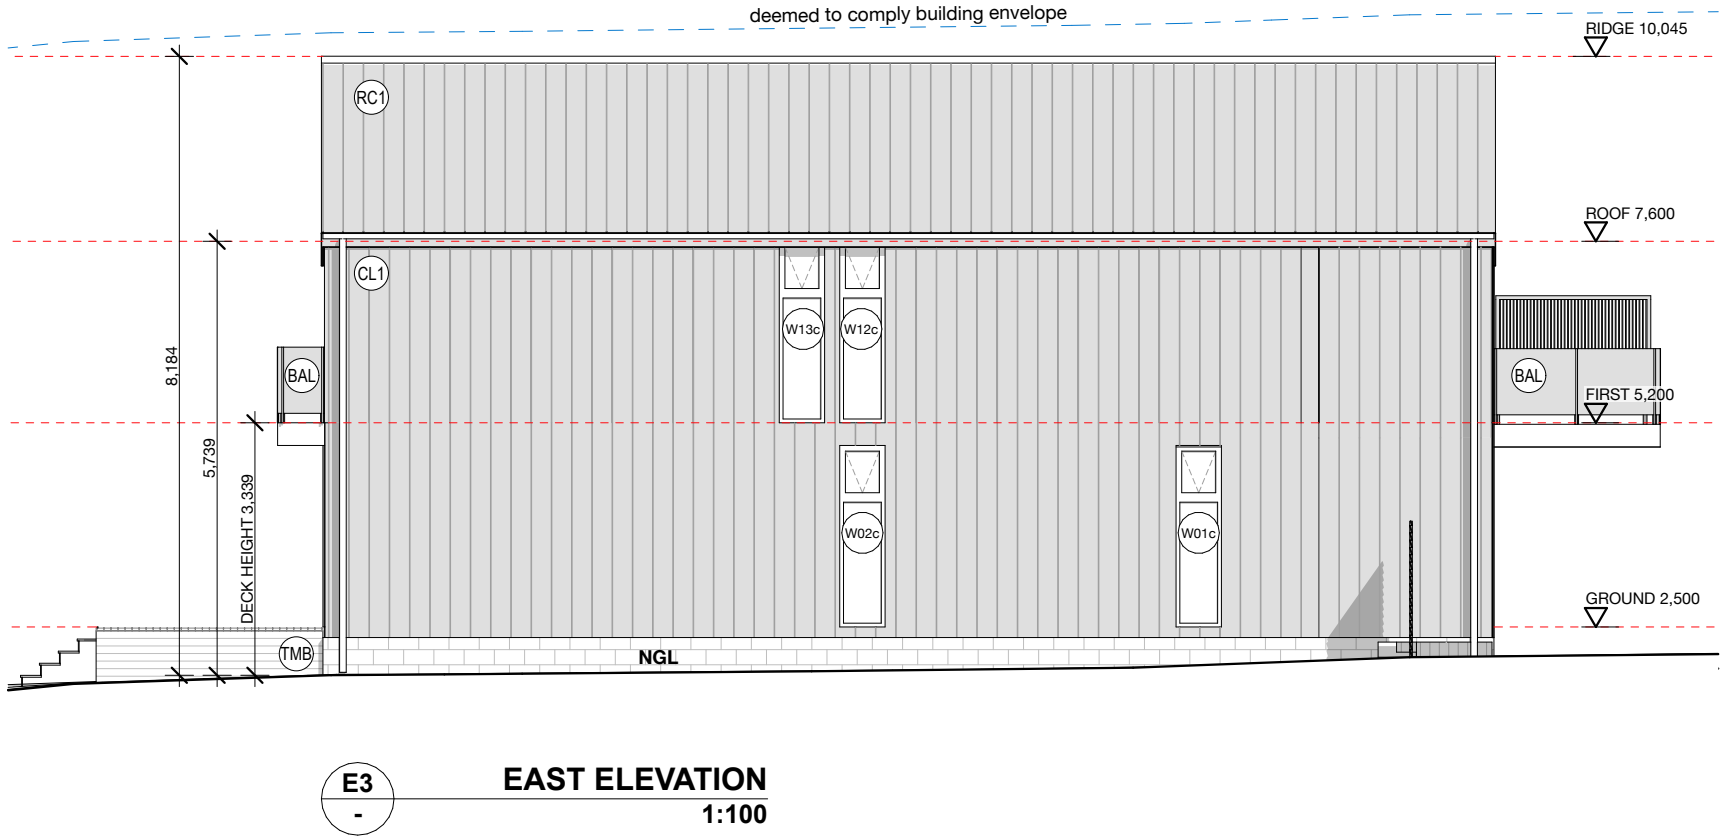 deemed to comply building envelope
RIDGE 10,045
RC1
ROOF 7,600
CL1
W13c
W12c
8,184
BAL
BAL
FIRST 5,200
5,739
DECK HEIGHT 3,339
W02c
W01c
GROUND 2,500
TMB
NGL
E3
EAST ELEVATION
-
1:100